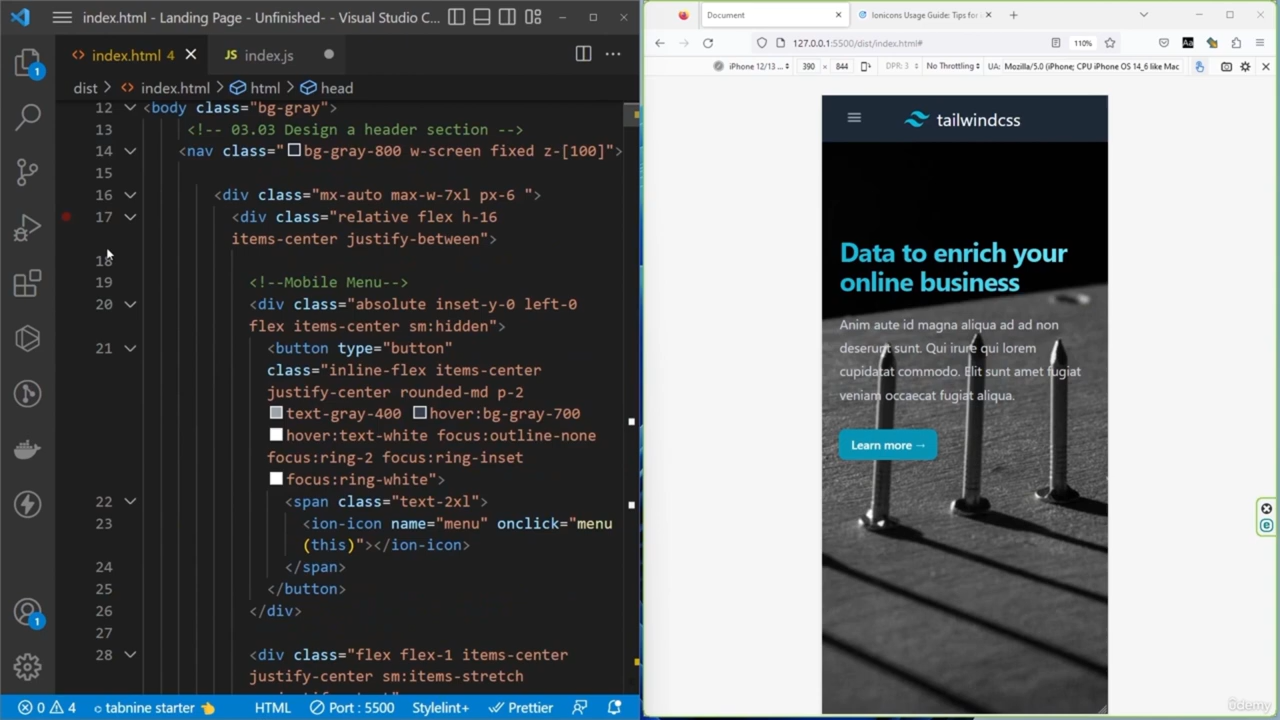 index.html - Landing Page - Unfinished- - Visual Studio C...
index.html 4
JS index.js
dist > index.html > html > head
12 <body class="bg-gray">
13 <!-- 03.03 Design a header section -->
14 <nav class="bg-gray-800 w-screen fixed z-[100]">
15
16 <div class="mx-auto max-w-7xl px-6 ">
17 <div class="relative flex h-16
items-center justify-between">
18
19 <!--Mobile Menu-->
20 <div class="absolute inset-y-0 left-0
flex items-center sm:hidden">
21 <button type="button"
class="inline-flex items-center
justify-center rounded-md p-2
text-gray-400 hover:bg-gray-700
hover:text-white focus:outline-none
focus:ring-2 focus:ring-inset
focus:ring-white">
22 <span class="text-2xl">
23 <ion-icon name="menu" onclick="menu
(this)"></ion-icon>
24 </span>
25 </button>
26 </div>
27
28 <div class="flex flex-1 items-center
justify-center sm:items-stretch
1
1
0 4 tabnine starter HTML Port : 5500 Stylelint+ Prettier
Document
Ionicons Usage Guide: Tips for
127.0.0.1:5500/dist/index.html#
110%
Aa
iPhone 12/13 ... 390 × 844 DPR: 3 No Throttling UA: Mozilla/5.0 (iPhone; CPU iPhone OS 14_6 like Mac
tailwindcss
Data to enrich your
online business
Anim aute id magna aliqua ad ad non
deserunt sunt. Qui irure qui lorem
cupidatat commodo. Elit sunt amet fugiat
veniam occaecat fugiat aliqua.
Learn more →
ûdemy